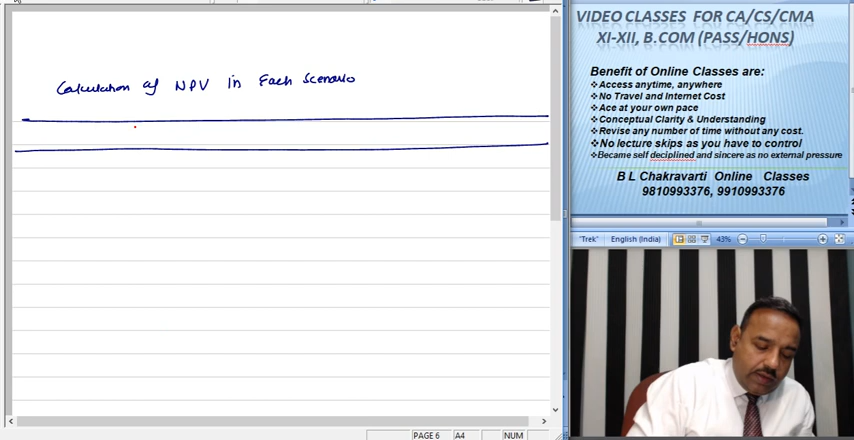 Calculation of NPV in Each Scenario
PAGE 6 A4 NUM
VIDEO CLASSES FOR CA/CS/CMA
XI-XII, B.COM (PASS/HONS)
Benefit of Online Classes are:
❖Access anytime, anywhere
❖No Travel and Internet Cost
❖Ace at your own pace
❖Conceptual Clarity & Understanding
❖Revise any number of time without any cost.
❖No lecture skips as you have to control
❖Became self deciplined and sincere as no external pressure
B L Chakravarti Online Classes
9810993376, 9910993376
"Trek" English (India) 43%